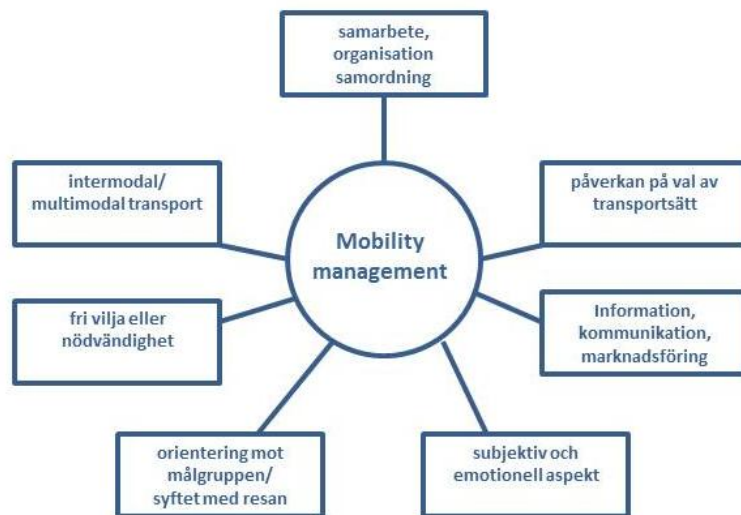 samarbete,
organisation
samordning
intermodal/
multimodal transport
påverkan på val av
transportsätt
Mobility
management
fri vilja eller
nödvändighet
Information,
kommunikation,
marknadsföring
orientering mot
målgruppen/
syftet med resan
subjektiv och
emotionell aspekt